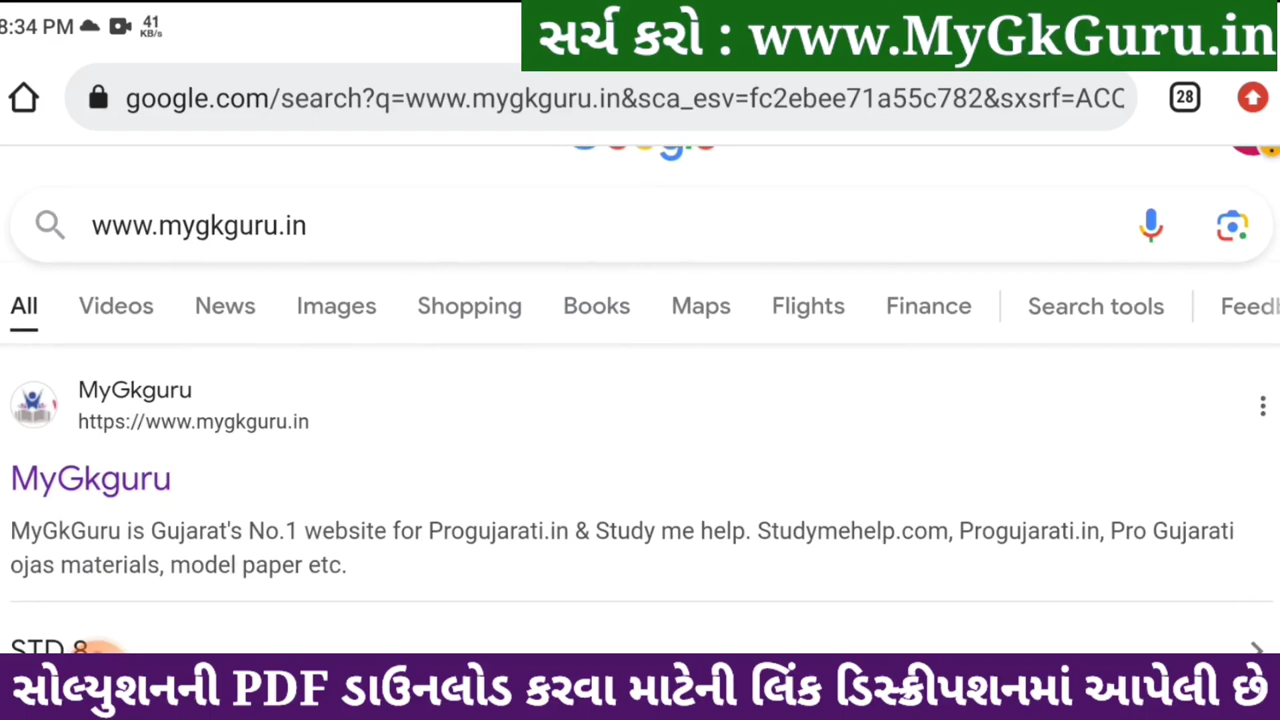 8:34 PM 41 KB/s
સર્ચ કરો : www.MyGkGuru.in
google.com/search?q=www.mygkguru.in&sca_esv=fc2ebee71a55c782&sxsrf=ACC
28
www.mygkguru.in
All Videos News Images Shopping Books Maps Flights Finance Search tools Feedb
MyGkguru
https://www.mygkguru.in
MyGkguru
MyGkGuru is Gujarat's No.1 website for Progujarati.in & Study me help. Studymehelp.com, Progujarati.in, Pro Gujarati
ojas materials, model paper etc.
STD 8
સોલ્યુશનની PDF ડાઉનલોડ કરવા માટેની લિંક ડિસ્ક્રીપશનમાં આપેલી છે